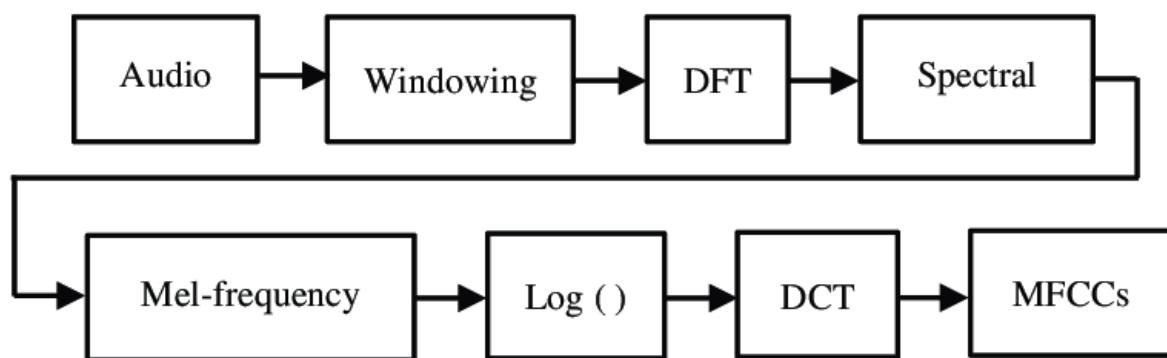 Audio
Windowing
DFT
Spectral
Mel-frequency
Log ( )
DCT
MFCCs